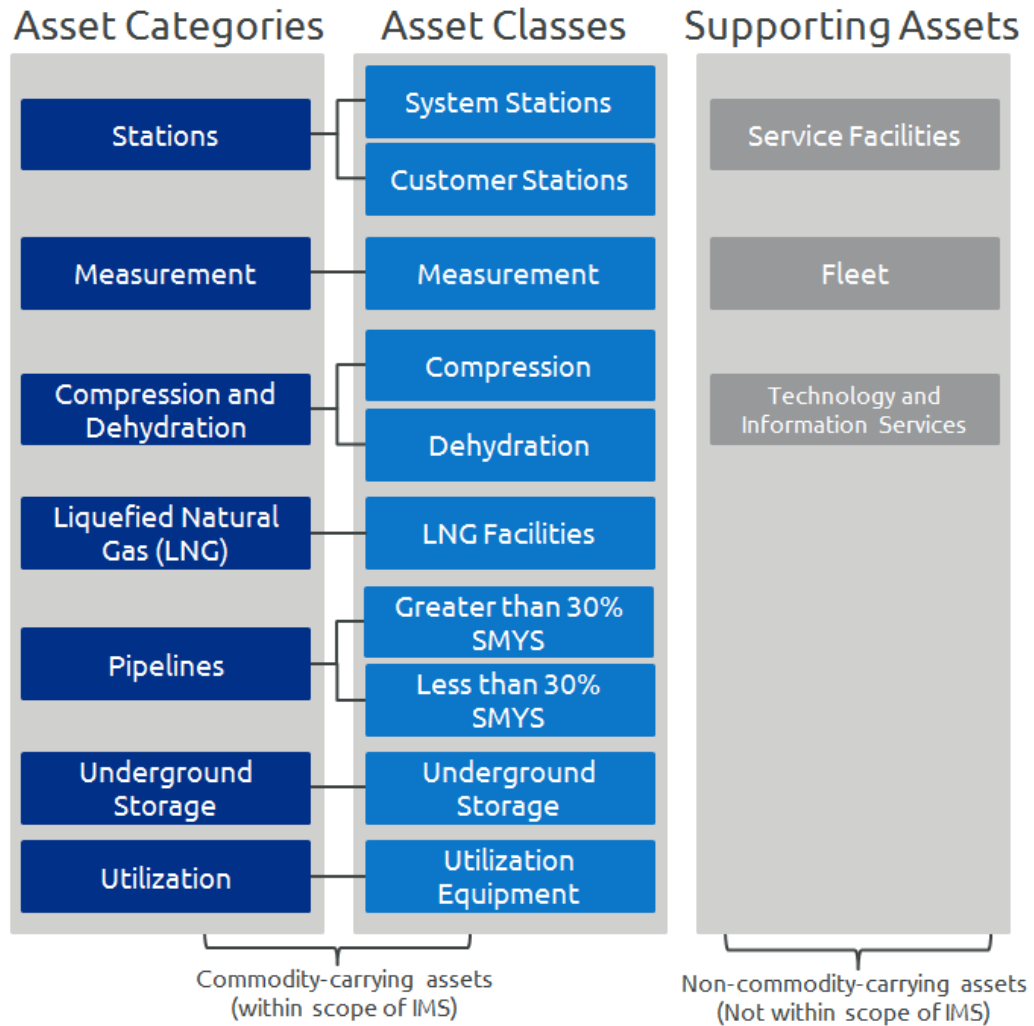 Asset Categories
Asset Classes
Supporting Assets
Stations
System Stations
Customer Stations
Service Facilities
Measurement
Measurement
Fleet
Compression and
Dehydration
Compression
Dehydration
Technology and
Information Services
Liquefied Natural
Gas (LNG)
LNG Facilities
Pipelines
Greater than 30%
SMYS
Less than 30%
SMYS
Underground
Storage
Underground
Storage
Utilization
Utilization
Equipment
Commodity-carrying assets
(within scope of IMS)
Non-commodity-carrying assets
(Not within scope of IMS)